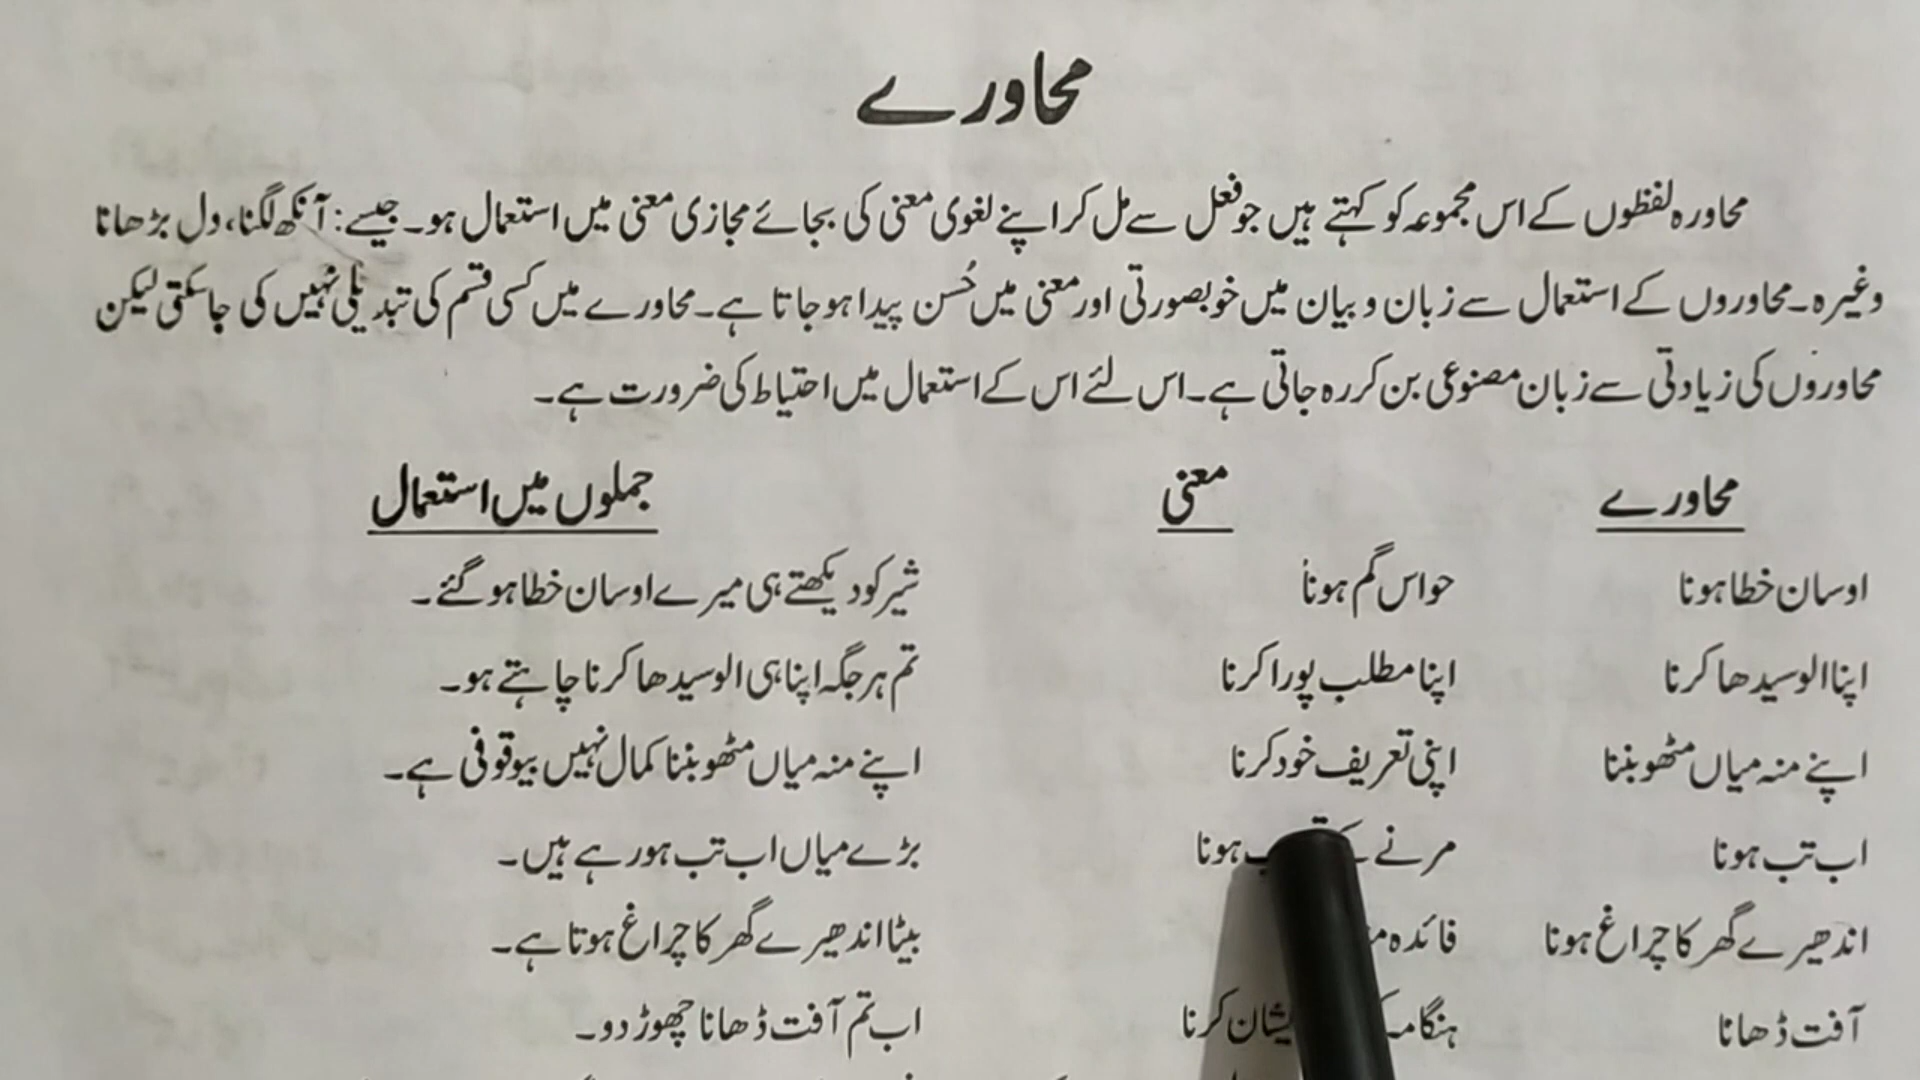 محاورے
محاورہ لفظوں کے اس مجموعہ کو کہتے ہیں جو فعل سے مل کر اپنے لغوی معنی کی بجائے مجازی معنی میں استعمال ہو۔ جیسے: آنکھ لگنا، دل بڑھانا
وغیرہ۔ محاوروں کے استعمال سے زبان و بیان میں خوبصورتی اور معنی میں حُسن پیدا ہو جاتا ہے۔ محاورے میں کسی قسم کی تبدیلی نہیں کی جاسکتی لیکن
محاوروں کی زیادتی سے زبان مصنوعی بن کر رہ جاتی ہے۔ اس لئے اس کے استعمال میں احتیاط کی ضرورت ہے۔
محاورے معنی جملوں میں استعمال
اوسان خطا ہونا حواس گم ہونا شیر کو دیکھتے ہی میرے اوسان خطا ہو گئے۔
اپنا الو سیدھا کرنا اپنا مطلب پورا کرنا تم ہر جگہ اپنا ہی الو سیدھا کرنا چاہتے ہو۔
اپنے منہ میاں مٹھو بننا اپنی تعریف خود کرنا اپنے منہ میاں مٹھو بننا کمال نہیں بیوقوفی ہے۔
اب تب ہونا مرنے ہونا بڑے میاں اب تب ہو رہے ہیں۔
اندھیرے گھر کا چراغ ہونا فائدہ بیٹا اندھیرے گھر کا چراغ ہوتا ہے۔
آفت ڈھانا کرنا اب تم آفت ڈھانا چھوڑ دو۔